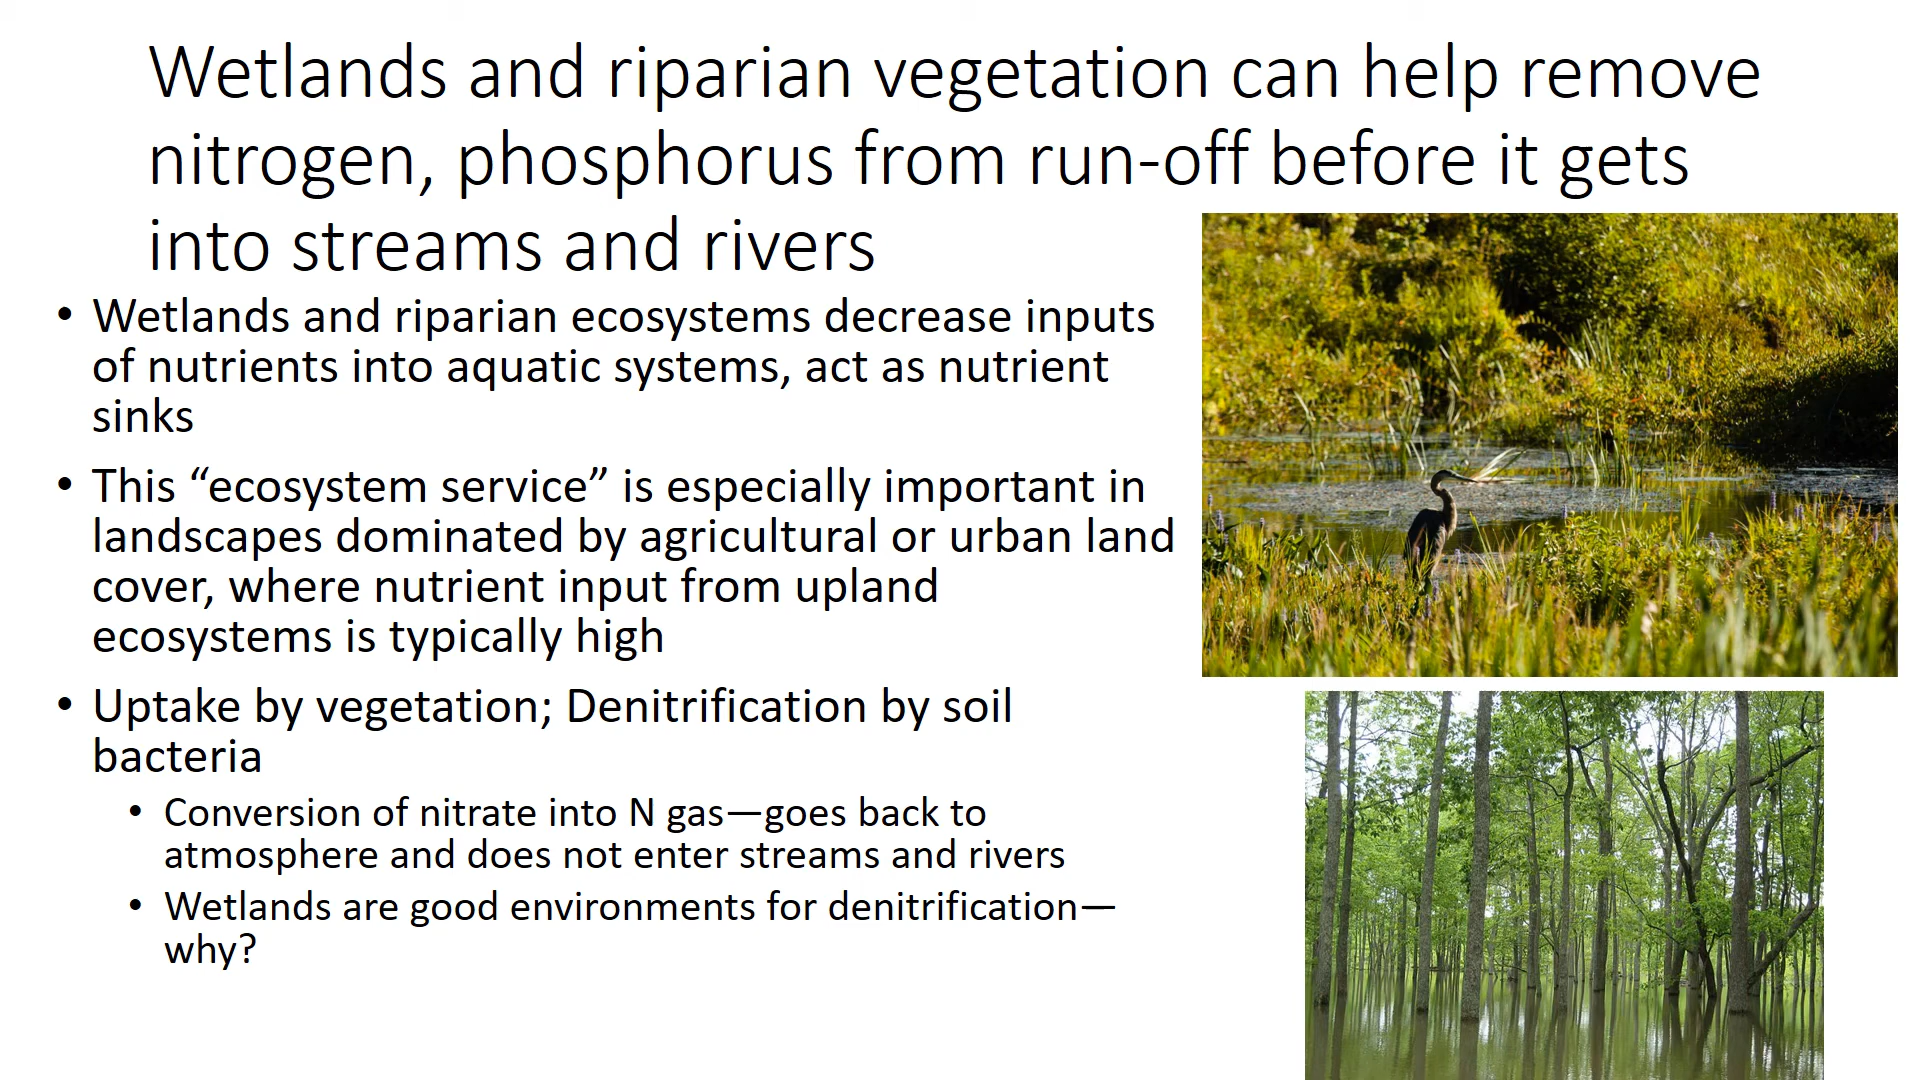 Wetlands and riparian vegetation can help remove
nitrogen, phosphorus from run-off before it gets
into streams and rivers
• Wetlands and riparian ecosystems decrease inputs
of nutrients into aquatic systems, act as nutrient
sinks
• This “ecosystem service” is especially important in
landscapes dominated by agricultural or urban land
cover, where nutrient input from upland
ecosystems is typically high
• Uptake by vegetation; Denitrification by soil
bacteria
• Conversion of nitrate into N gas—goes back to
atmosphere and does not enter streams and rivers
• Wetlands are good environments for denitrification—
why?